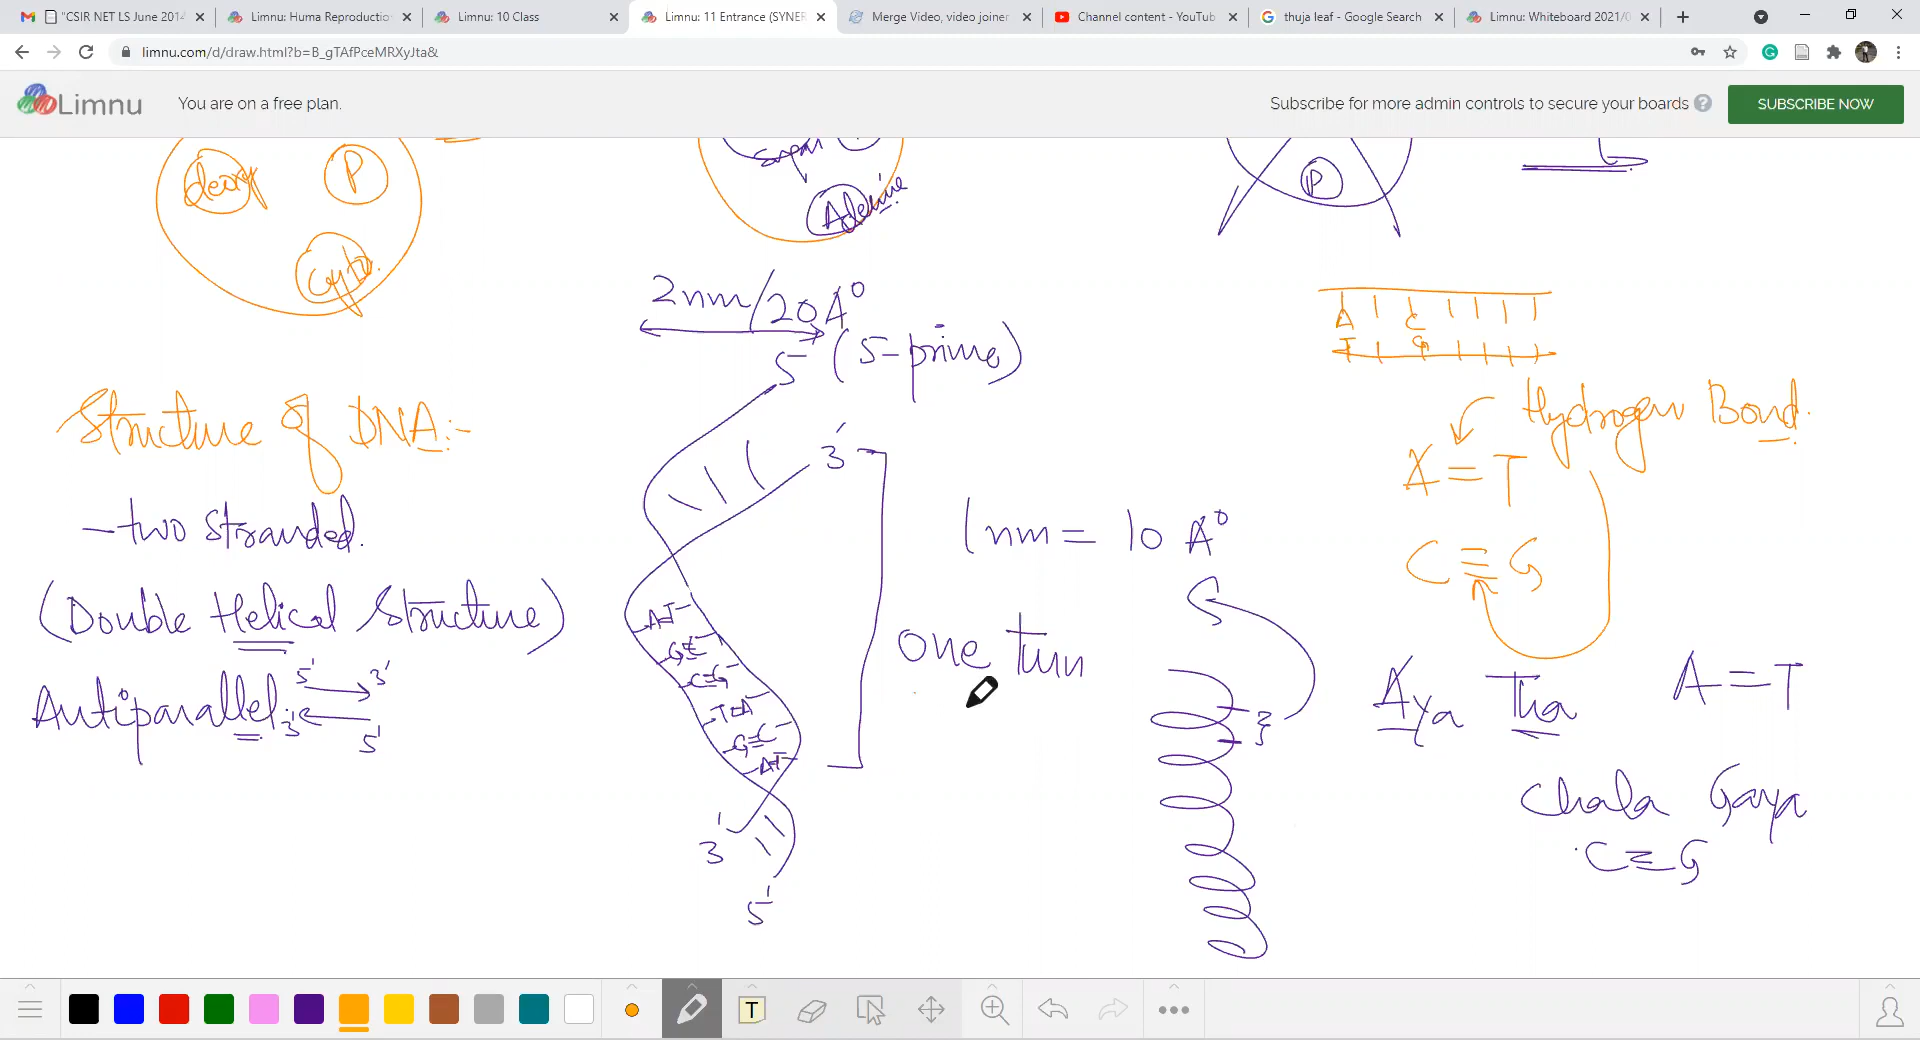 "CSIR NET LS June 2014
Limnu: Huma Reproductio
Limnu: 10 Class
Limnu: 11 Entrance (SYNER
Merge Video, video joiner
Channel content - YouTub
thuja leaf - Google Search
Limnu: Whiteboard 2021/0
limnu.com/d/draw.html?b=B_gTAfPceMRXyJta&
Limnu
You are on a free plan.
Subscribe for more admin controls to secure your boards ?
SUBSCRIBE NOW
deoxy
P
Cyto.
sugar
Adenine
P
2nm/20A°
5' (5-prime)
3'
A C
T G
Structure of DNA:-
- two stranded.
(Double Helical Structure)
Antiparallel:
5' 3'
3' 5'
A=T
G≡C
C≡G
T=A
G≡C
A=T
3'
5'
1nm = 10 A°
one turn
Hydrogen Bond.
A = T
C ≡ G
Aya Tha
A = T
Chala Gaya
C ≡ G
T